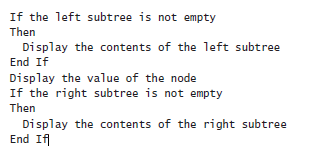 If the left subtree is not empty
Then
  Display the contents of the left subtree
End If
Display the value of the node
If the right subtree is not empty
Then
  Display the contents of the right subtree
End If